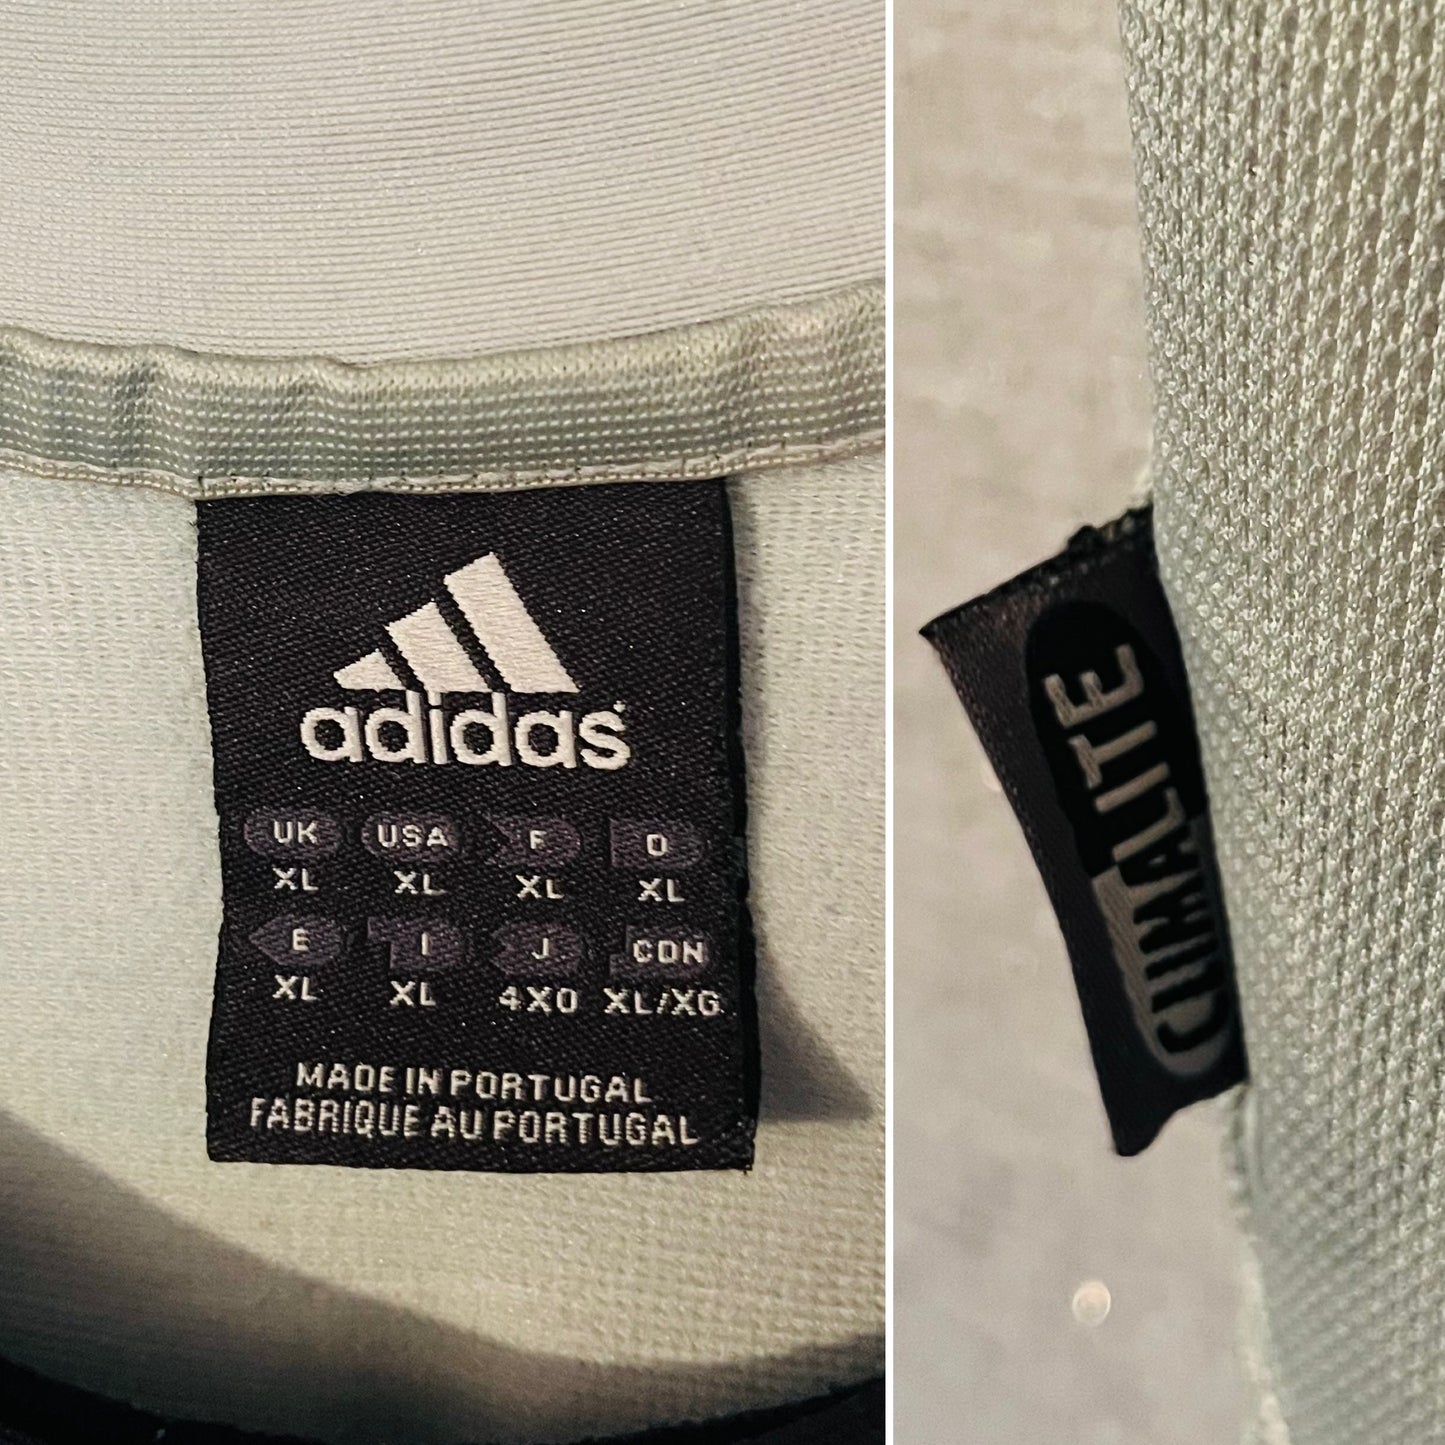 adidas
UK USA F D
XL XL XL XL
E I J CDN
XL XL 4XO XL/XG
MADE IN PORTUGAL
FABRIQUE AU PORTUGAL
CLIMALITE